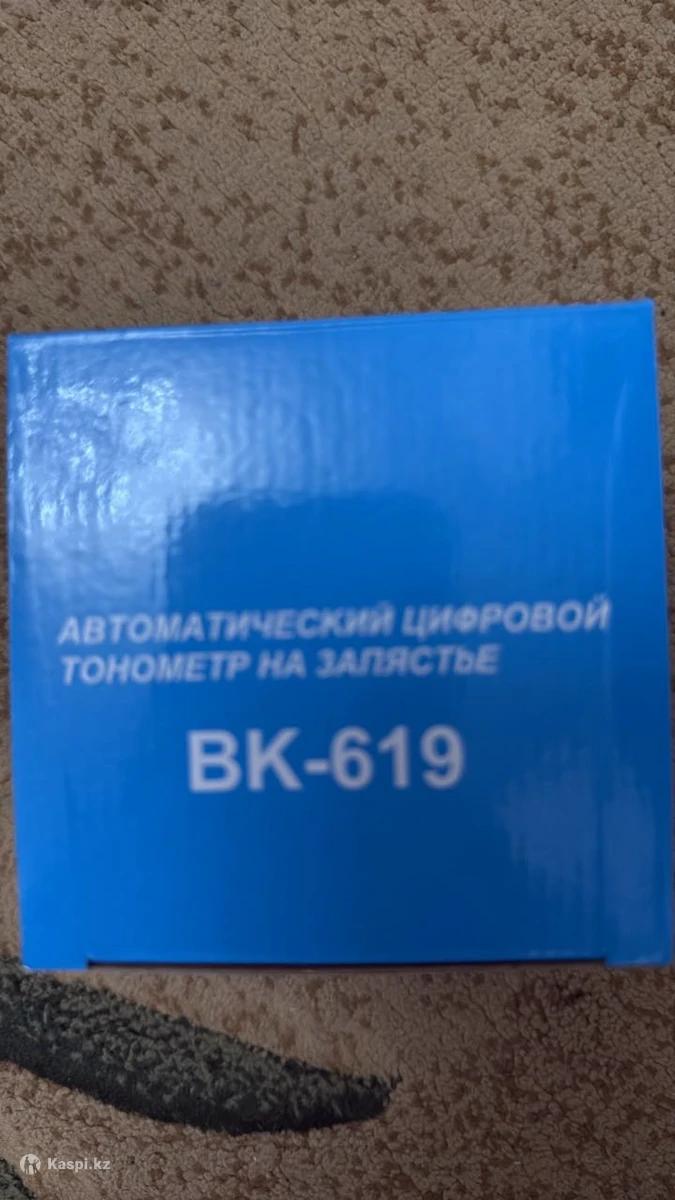 АВТОМАТИЧЕСКИЙ ЦИФРОВОЙ
ТОНОМЕТР НА ЗАПЯСТЬЕ
BK-619
Kaspi.kz